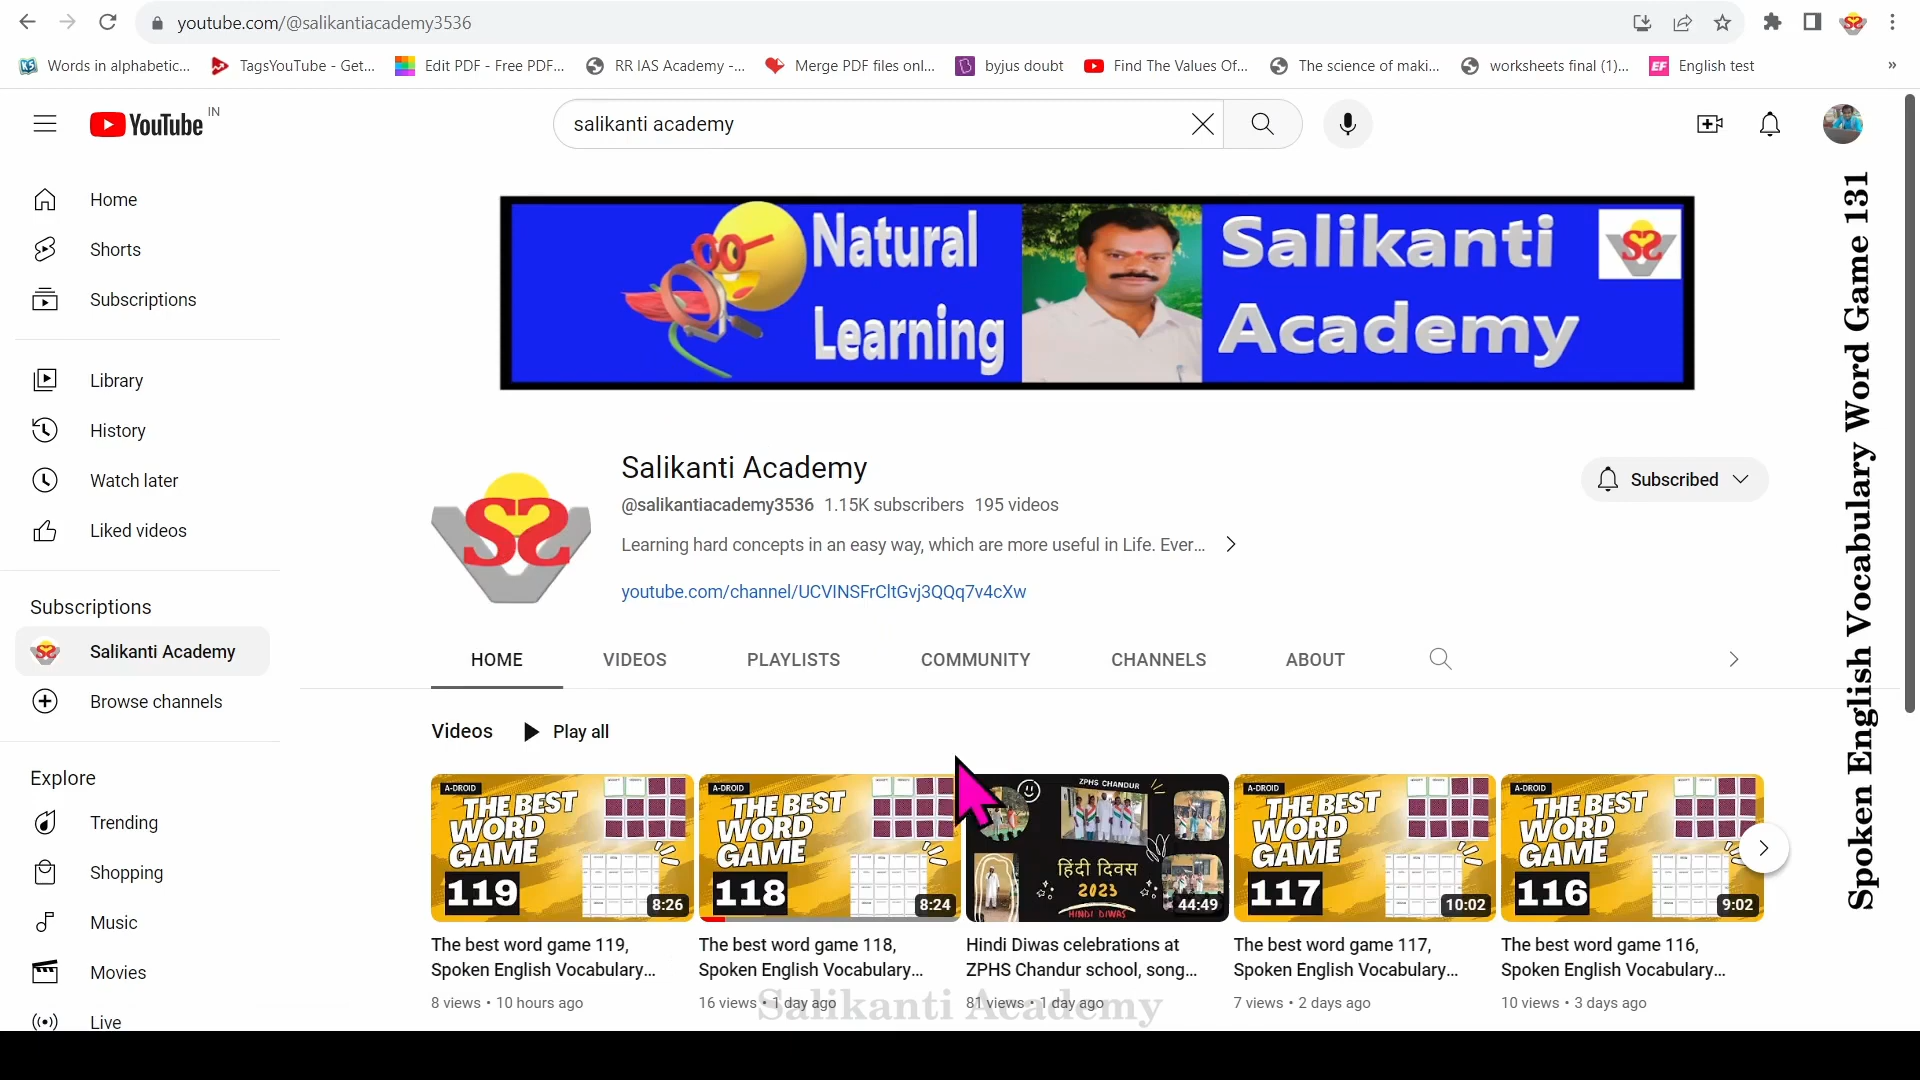 youtube.com/@salikantiacademy3536
Words in alphabetic... TagsYouTube - Get... Edit PDF - Free PDF... RR IAS Academy -... Merge PDF files onl... byjus doubt Find The Values Of... The science of maki... worksheets final (1)... EF English test »
YouTube IN
salikanti academy
Home
Shorts
Subscriptions
Library
History
Watch later
Liked videos
Subscriptions
Salikanti Academy
Browse channels
Explore
Trending
Shopping
Music
Movies
Live
Natural
Learning
Salikanti
Academy
Salikanti Academy
@salikantiacademy3536 1.15K subscribers 195 videos
Learning hard concepts in an easy way, which are more useful in Life. Ever...
youtube.com/channel/UCVINSFrCltGvj3QQq7v4cXw
Subscribed
HOME VIDEOS PLAYLISTS COMMUNITY CHANNELS ABOUT
Videos Play all
A-DROID
THE BEST
WORD
GAME
119
8:26
The best word game 119,
Spoken English Vocabulary...
8 views • 10 hours ago
A-DROID
THE BEST
WORD
GAME
118
8:24
The best word game 118,
Spoken English Vocabulary...
16 views • 1 day ago
ZPHS CHANDUR
हिंदी दिवस
2023
HINDI DIWAS
44:49
Hindi Diwas celebrations at
ZPHS Chandur school, song...
81 views • 1 day ago
A-DROID
THE BEST
WORD
GAME
117
10:02
The best word game 117,
Spoken English Vocabulary...
7 views • 2 days ago
A-DROID
THE BEST
WORD
GAME
116
9:02
The best word game 116,
Spoken English Vocabulary...
10 views • 3 days ago
Salikanti Academy
Spoken English Vocabulary Word Game 131